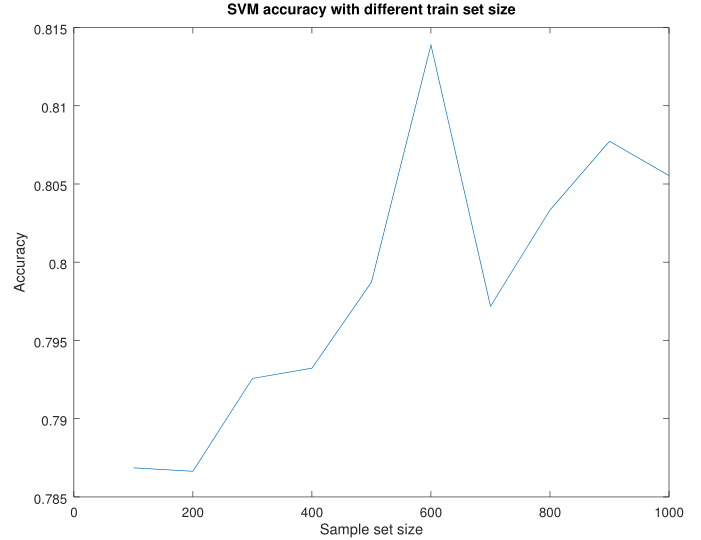 SVM accuracy with different train set size
0.815
0.81
0.805
0.8
0.795
0.79
0.785
Accuracy
0 200 400 600 800 1000
Sample set size